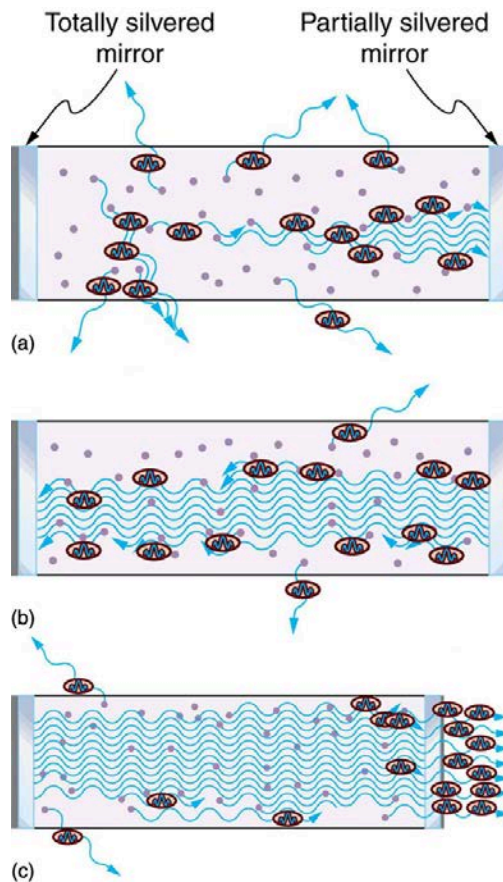 Totally silvered
mirror
Partially silvered
mirror
(a)
(b)
(c)